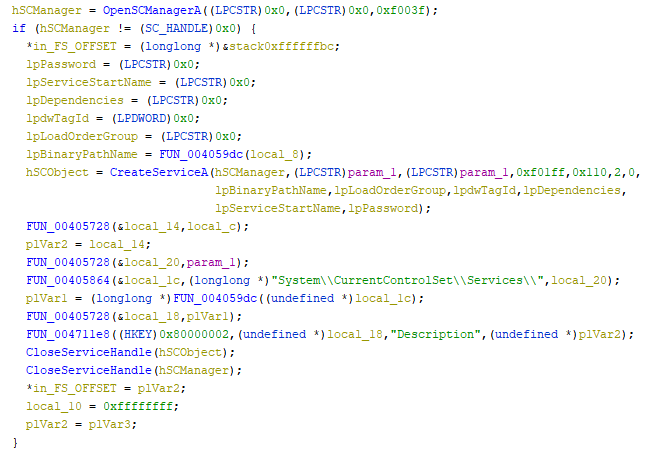 hSCManager = OpenSCManagerA((LPCSTR)0x0,(LPCSTR)0x0,0xf003f);
if (hSCManager != (SC_HANDLE)0x0) {
*in_FS_OFFSET = (longlong *)&stack0xffffffbc;
lpPassword = (LPCSTR)0x0;
lpServiceStartName = (LPCSTR)0x0;
lpDependencies = (LPCSTR)0x0;
lpdwTagId = (LPDWORD)0x0;
lpLoadOrderGroup = (LPCSTR)0x0;
lpBinaryPathName = FUN_004059dc(local_8);
hSCObject = CreateServiceA(hSCManager,(LPCSTR)param_1,(LPCSTR)param_1,0xf01ff,0x110,2,0,
lpBinaryPathName,lpLoadOrderGroup,lpdwTagId,lpDependencies,
lpServiceStartName,lpPassword);
FUN_00405728(&local_14,local_c);
plVar2 = local_14;
FUN_00405728(&local_20,param_1);
FUN_00405864(&local_1c,(longlong *)"System\\CurrentControlSet\\Services\\",local_20);
plVar1 = (longlong *)FUN_004059dc((undefined *)local_1c);
FUN_00405728(&local_18,plVar1);
FUN_004711e8((HKEY)0x80000002,(undefined *)local_18,"Description",(undefined *)plVar2);
CloseServiceHandle(hSCObject);
CloseServiceHandle(hSCManager);
*in_FS_OFFSET = plVar2;
local_10 = 0xffffffff;
plVar2 = plVar3;
}